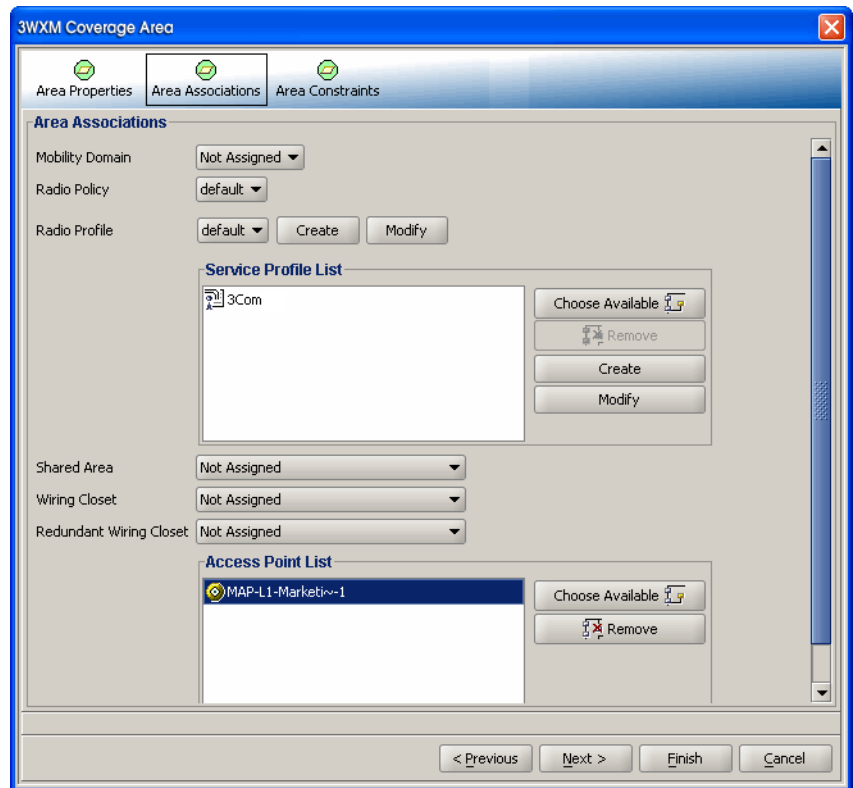 3WXM Coverage Area
Area Properties
Area Associations
Area Constraints
Area Associations
Mobility Domain
Not Assigned
Radio Policy
default
Radio Profile
default
Create
Modify
Service Profile List
3Com
Choose Available
Remove
Create
Modify
Shared Area
Not Assigned
Wiring Closet
Not Assigned
Redundant Wiring Closet
Not Assigned
Access Point List
MAP-L1-Marketi~-1
Choose Available
Remove
< Previous
Next >
Finish
Cancel